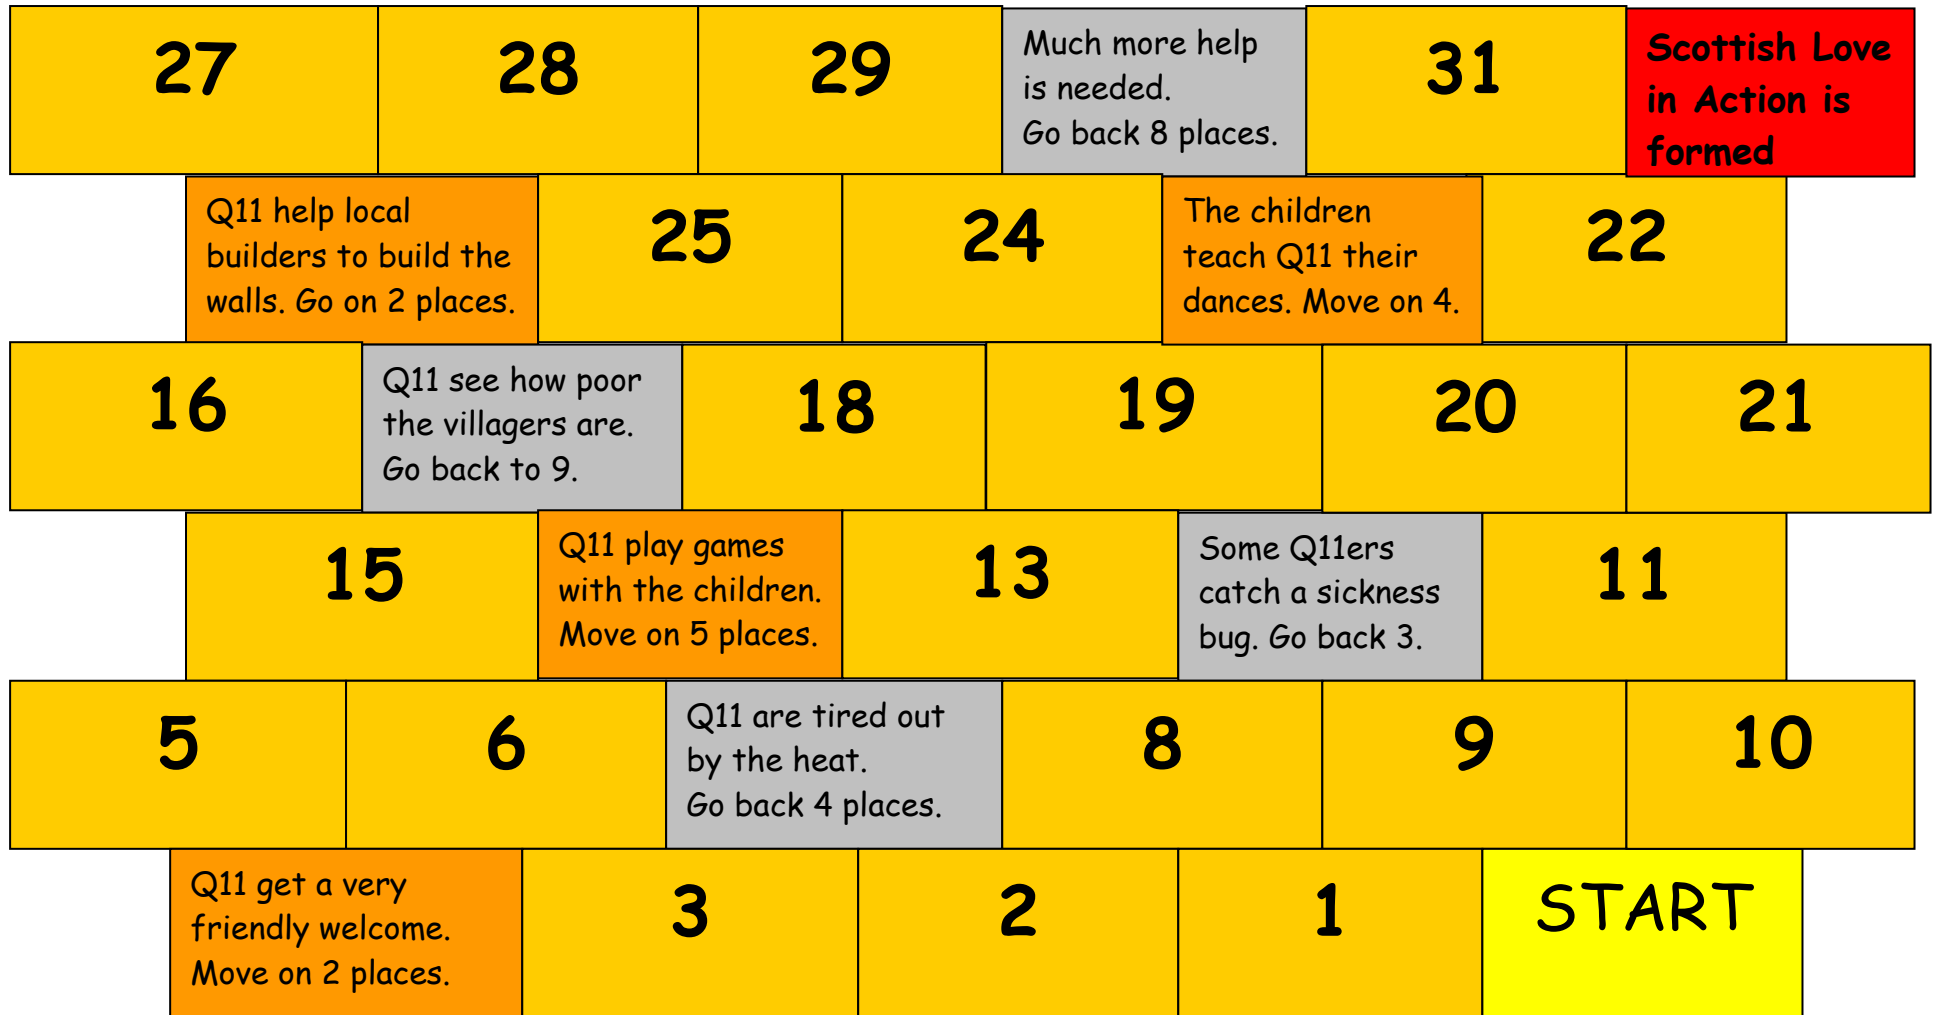 27
28
29
Much more help
is needed.
Go back 8 places.
31
Scottish Love
in Action is
formed
Q11 help local
builders to build the
walls. Go on 2 places.
25
24
The children
teach Q11 their
dances. Move on 4.
22
16
Q11 see how poor
the villagers are.
Go back to 9.
18
19
20
21
15
Q11 play games
with the children.
Move on 5 places.
13
Some Q11ers
catch a sickness
bug. Go back 3.
11
5
6
Q11 are tired out
by the heat.
Go back 4 places.
8
9
10
Q11 get a very
friendly welcome.
Move on 2 places.
3
2
1
START